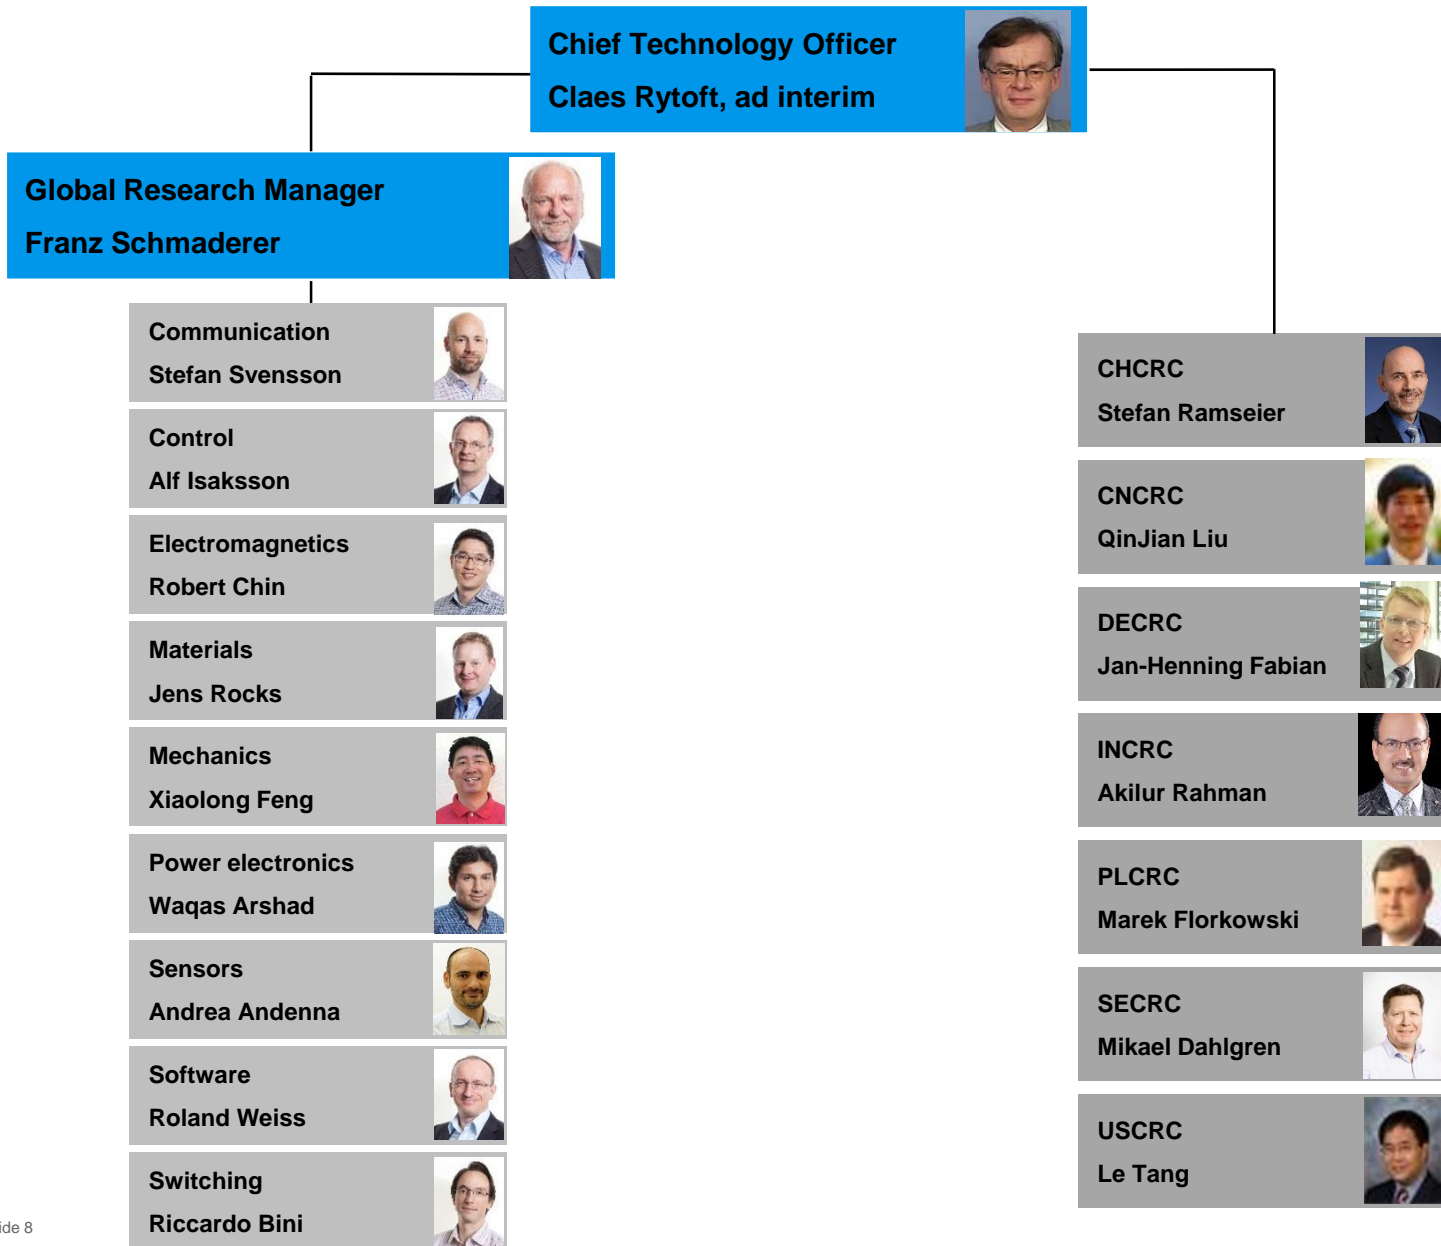 Chief Technology Officer
Claes Rytoft, ad interim
Global Research Manager
Franz Schmaderer
Communication
Stefan Svensson
Control
Alf Isaksson
Electromagnetics
Robert Chin
Materials
Jens Rocks
Mechanics
Xiaolong Feng
Power electronics
Waqas Arshad
Sensors
Andrea Andenna
Software
Roland Weiss
Switching
Riccardo Bini
CHCRC
Stefan Ramseier
CNCRC
QinJian Liu
DECRC
Jan-Henning Fabian
INCRC
Akilur Rahman
PLCRC
Marek Florkowski
SECRC
Mikael Dahlgren
USCRC
Le Tang
ide 8